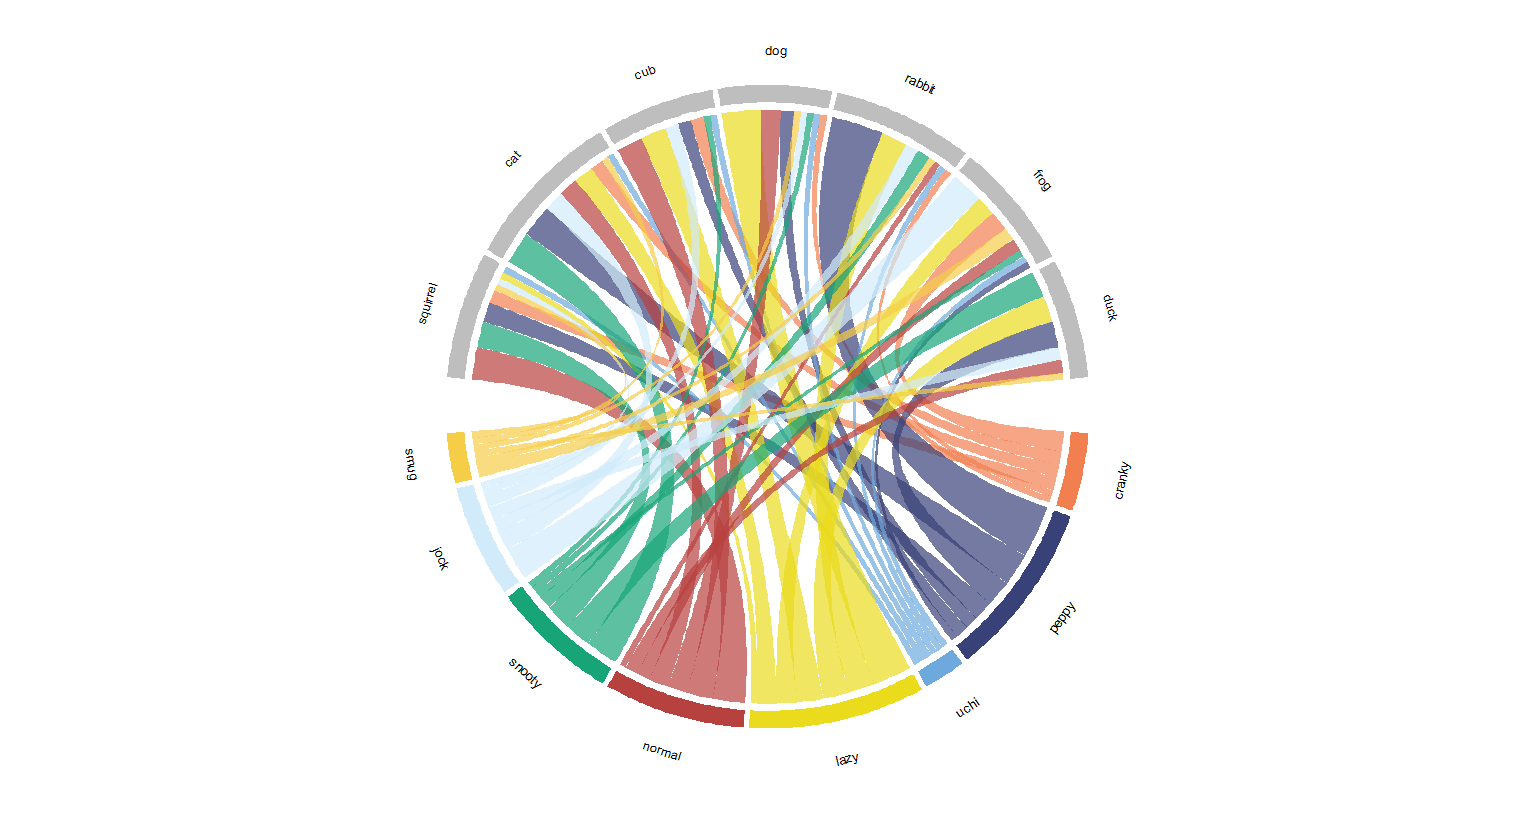 dog
cub
rabbit
cat
frog
squirrel
duck
smug
cranky
jock
peppy
snooty
uchi
normal
lazy